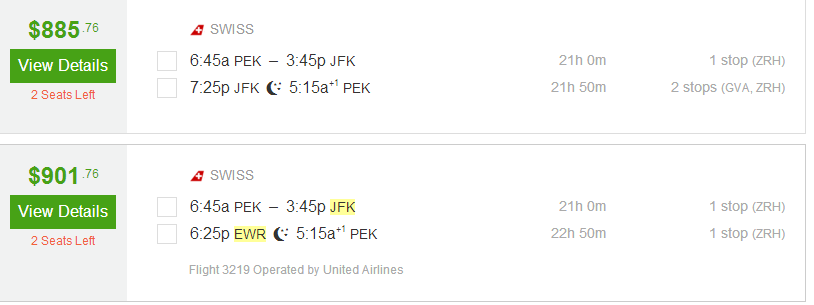 $885.76
SWISS
View Details
6:45a PEK – 3:45p JFK 21h 0m 1 stop (ZRH)
2 Seats Left
7:25p JFK 5:15a+1 PEK 21h 50m 2 stops (GVA, ZRH)
$901.76
SWISS
View Details
6:45a PEK – 3:45p JFK 21h 0m 1 stop (ZRH)
2 Seats Left
6:25p EWR 5:15a+1 PEK 22h 50m 1 stop (ZRH)
Flight 3219 Operated by United Airlines